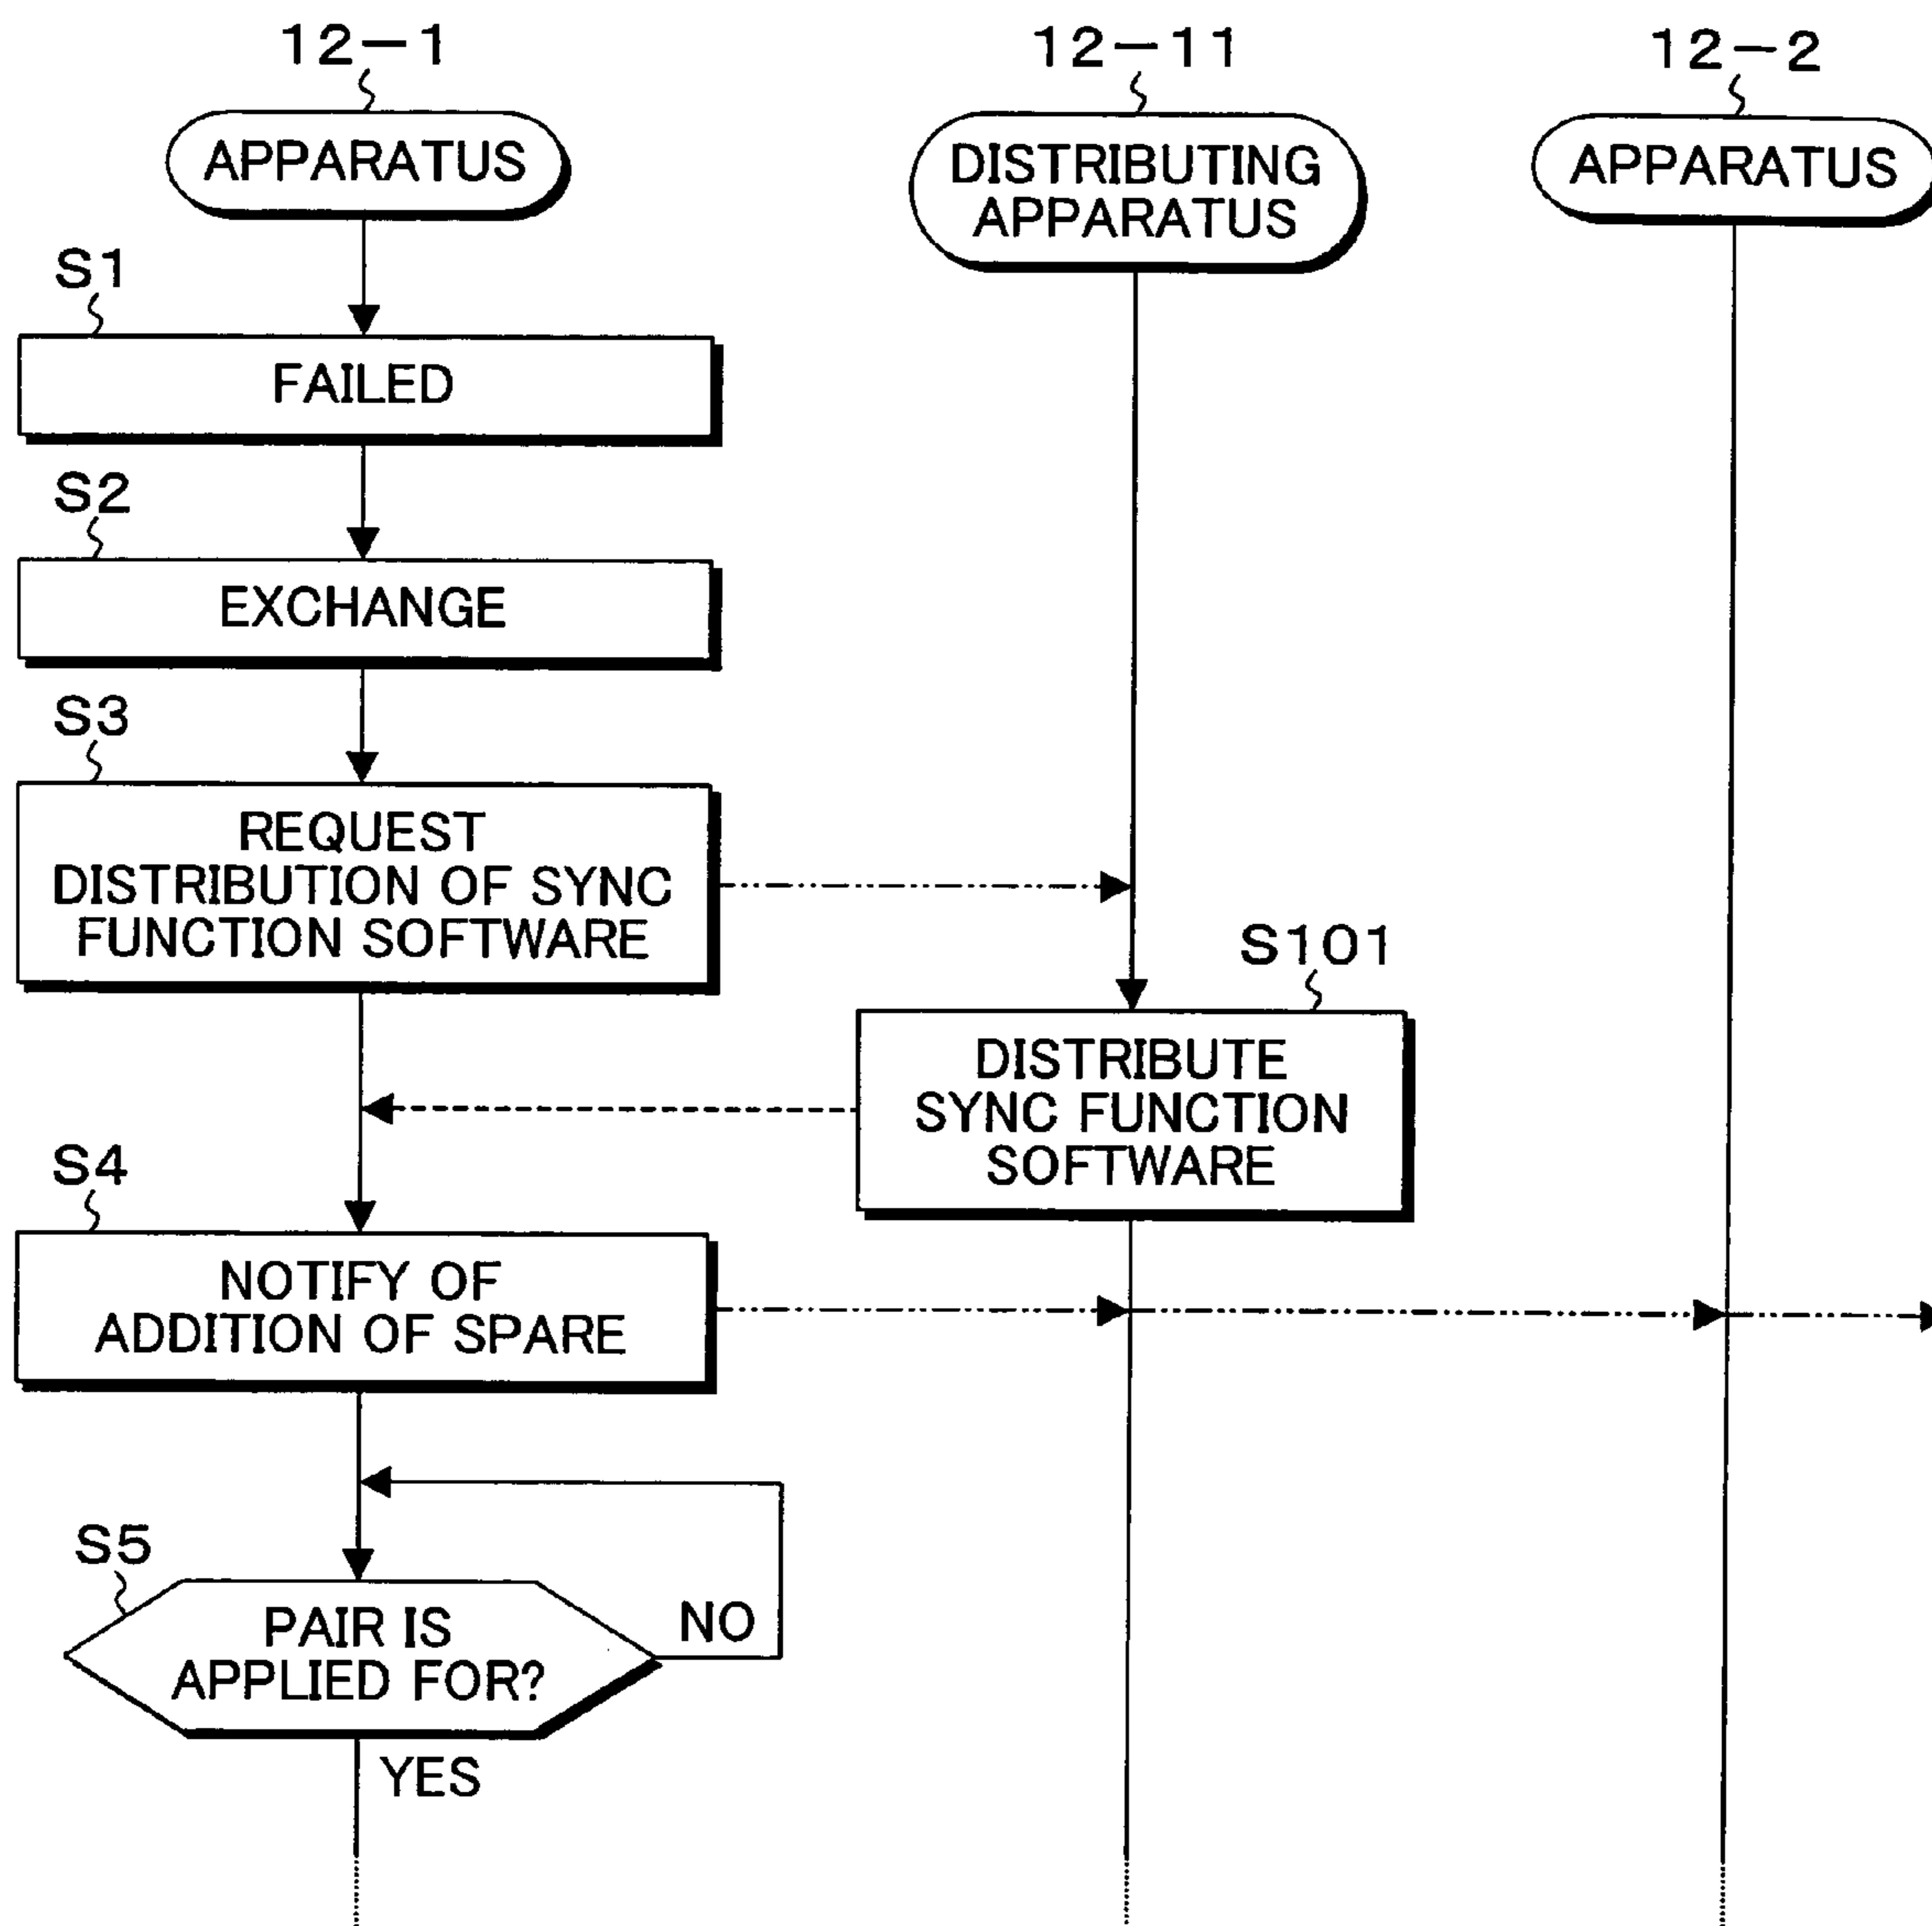 12-1
12-11
12-2
APPARATUS
DISTRIBUTING
APPARATUS
APPARATUS
S1
FAILED
S2
EXCHANGE
S3
REQUEST
DISTRIBUTION OF SYNC
FUNCTION SOFTWARE
S101
DISTRIBUTE
SYNC FUNCTION
SOFTWARE
S4
NOTIFY OF
ADDITION OF SPARE
S5
PAIR IS
APPLIED FOR?
NO
YES